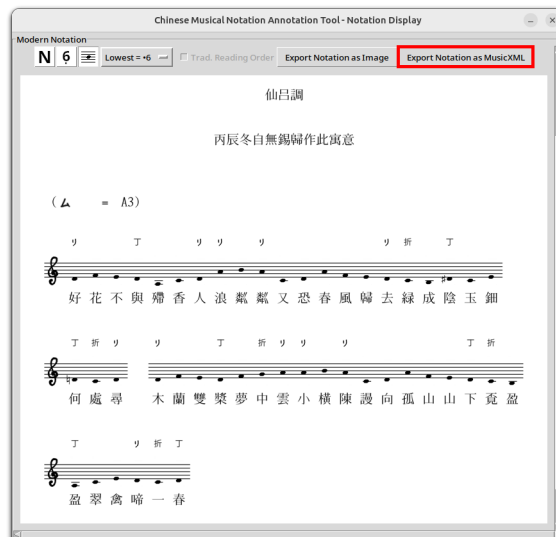 Chinese Musical Notation Annotation Tool - Notation Display
Modern Notation
N 6̣ Lowest = •6 Trad. Reading Order Export Notation as Image Export Notation as MusicXML
仙呂調
丙辰冬自無錫歸作此寓意
(ム = A3)
リ 丁 リ リ リ リ 折 丁
好花不與殢香人浪粼粼又恐春風歸去緑成陰玉鈿
丁 折 リ リ 丁 折 リ リ リ 丁 折
何處尋 木蘭雙槳夢中雲小橫陳謾向孤山山下覓盈
丁 リ 折 丁
盈翠禽啼一春